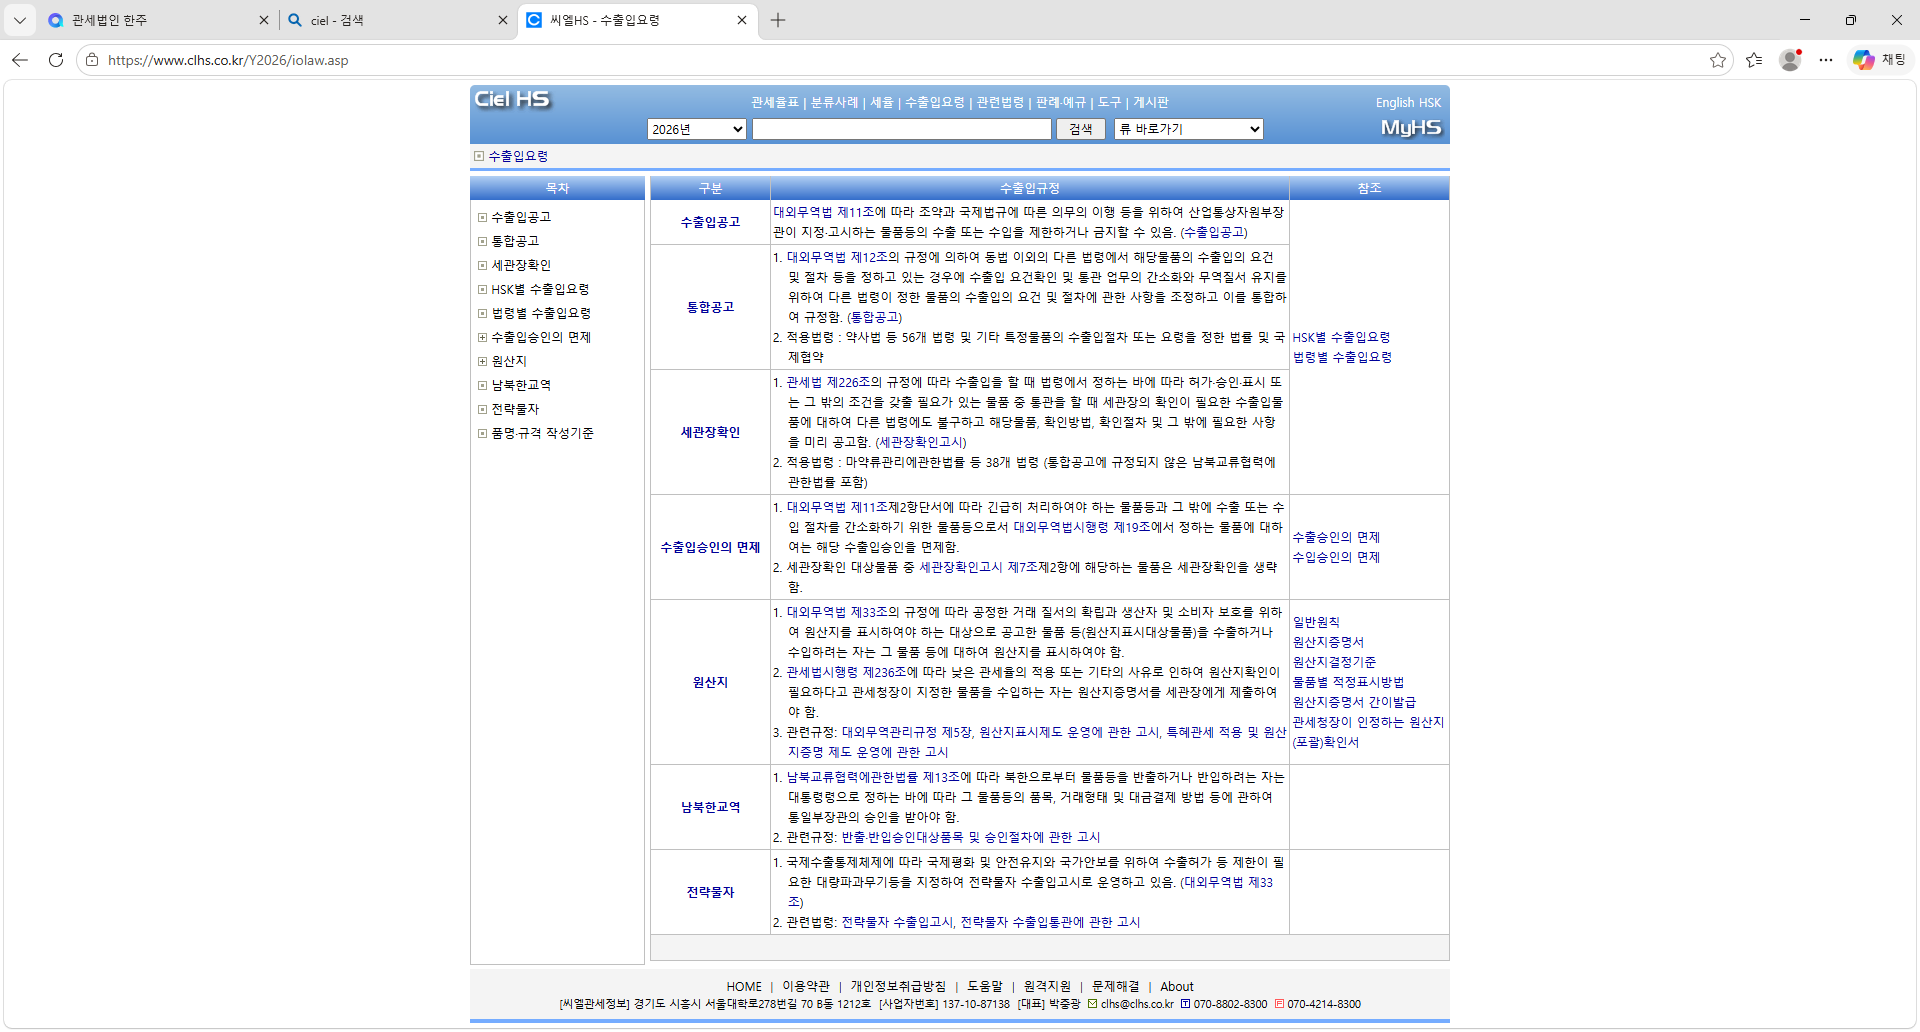 관세법인 한주
ciel - 검색
씨엘HS - 수출입요령
https://www.clhs.co.kr/Y2026/iolaw.asp
채팅
Ciel HS
관세율표 | 분류사례 | 세율 | 수출입요령 | 관련법령 | 판례·예규 | 도구 | 게시판
English HSK
2026년
검색
류 바로가기
MyHS
수출입요령
목차
수출입공고
통합공고
세관장확인
HSK별 수출입요령
법령별 수출입요령
수출입승인의 면제
원산지
남북한교역
전략물자
품명·규격 작성기준
구분 수출입규정 참조
수출입공고
대외무역법 제11조에 따라 조약과 국제법규에 따른 의무의 이행 등을 위하여 산업통상자원부장
관이 지정·고시하는 물품등의 수출 또는 수입을 제한하거나 금지할 수 있음. (수출입공고)
통합공고
1. 대외무역법 제12조의 규정에 의하여 동법 이외의 다른 법령에서 해당물품의 수출입의 요건
및 절차 등을 정하고 있는 경우에 수출입 요건확인 및 통관 업무의 간소화와 무역질서 유지를
위하여 다른 법령이 정한 물품의 수출입의 요건 및 절차에 관한 사항을 조정하고 이를 통합하
여 규정함. (통합공고)
2. 적용법령 : 약사법 등 56개 법령 및 기타 특정물품의 수출입절차 또는 요령을 정한 법률 및 국
제협약
HSK별 수출입요령
법령별 수출입요령
세관장확인
1. 관세법 제226조의 규정에 따라 수출입을 할 때 법령에서 정하는 바에 따라 허가·승인·표시 또
는 그 밖의 조건을 갖출 필요가 있는 물품 중 통관을 할 때 세관장의 확인이 필요한 수출입물
품에 대하여 다른 법령에도 불구하고 해당물품, 확인방법, 확인절차 및 그 밖에 필요한 사항
을 미리 공고함. (세관장확인고시)
2. 적용법령 : 마약류관리에관한법률 등 38개 법령 (통합공고에 규정되지 않은 남북교류협력에
관한법률 포함)
수출입승인의 면제
1. 대외무역법 제11조제2항단서에 따라 긴급히 처리하여야 하는 물품등과 그 밖에 수출 또는 수
입 절차를 간소화하기 위한 물품등으로서 대외무역법시행령 제19조에서 정하는 물품에 대하
여는 해당 수출입승인을 면제함.
2. 세관장확인 대상물품 중 세관장확인고시 제7조제2항에 해당하는 물품은 세관장확인을 생략
함.
수출승인의 면제
수입승인의 면제
원산지
1. 대외무역법 제33조의 규정에 따라 공정한 거래 질서의 확립과 생산자 및 소비자 보호를 위하
여 원산지를 표시하여야 하는 대상으로 공고한 물품 등(원산지표시대상물품)을 수출하거나
수입하려는 자는 그 물품 등에 대하여 원산지를 표시하여야 함.
2. 관세법시행령 제236조에 따라 낮은 관세율의 적용 또는 기타의 사유로 인하여 원산지확인이
필요하다고 관세청장이 지정한 물품을 수입하는 자는 원산지증명서를 세관장에게 제출하여
야 함.
3. 관련규정: 대외무역관리규정 제5장, 원산지표시제도 운영에 관한 고시, 특혜관세 적용 및 원산
지증명 제도 운영에 관한 고시
일반원칙
원산지증명서
원산지결정기준
물품별 적정표시방법
원산지증명서 간이발급
관세청장이 인정하는 원산지
(포괄)확인서
남북한교역
1. 남북교류협력에관한법률 제13조에 따라 북한으로부터 물품등을 반출하거나 반입하려는 자는
대통령령으로 정하는 바에 따라 그 물품등의 품목, 거래형태 및 대금결제 방법 등에 관하여
통일부장관의 승인을 받아야 함.
2. 관련규정: 반출·반입승인대상품목 및 승인절차에 관한 고시
전략물자
1. 국제수출통제체제에 따라 국제평화 및 안전유지와 국가안보를 위하여 수출허가 등 제한이 필
요한 대량파과무기등을 지정하여 전략물자 수출입고시로 운영하고 있음. (대외무역법 제33
조)
2. 관련법령: 전략물자 수출입고시, 전략물자 수출입통관에 관한 고시
HOME | 이용약관 | 개인정보취급방침 | 도움말 | 원격지원 | 문제해결 | About
[씨엘관세정보] 경기도 시흥시 서울대학로278번길 70 B동 1212호 [사업자번호] 137-10-87138 [대표] 박중광 clhs@clhs.co.kr 070-8802-8300 070-4214-8300